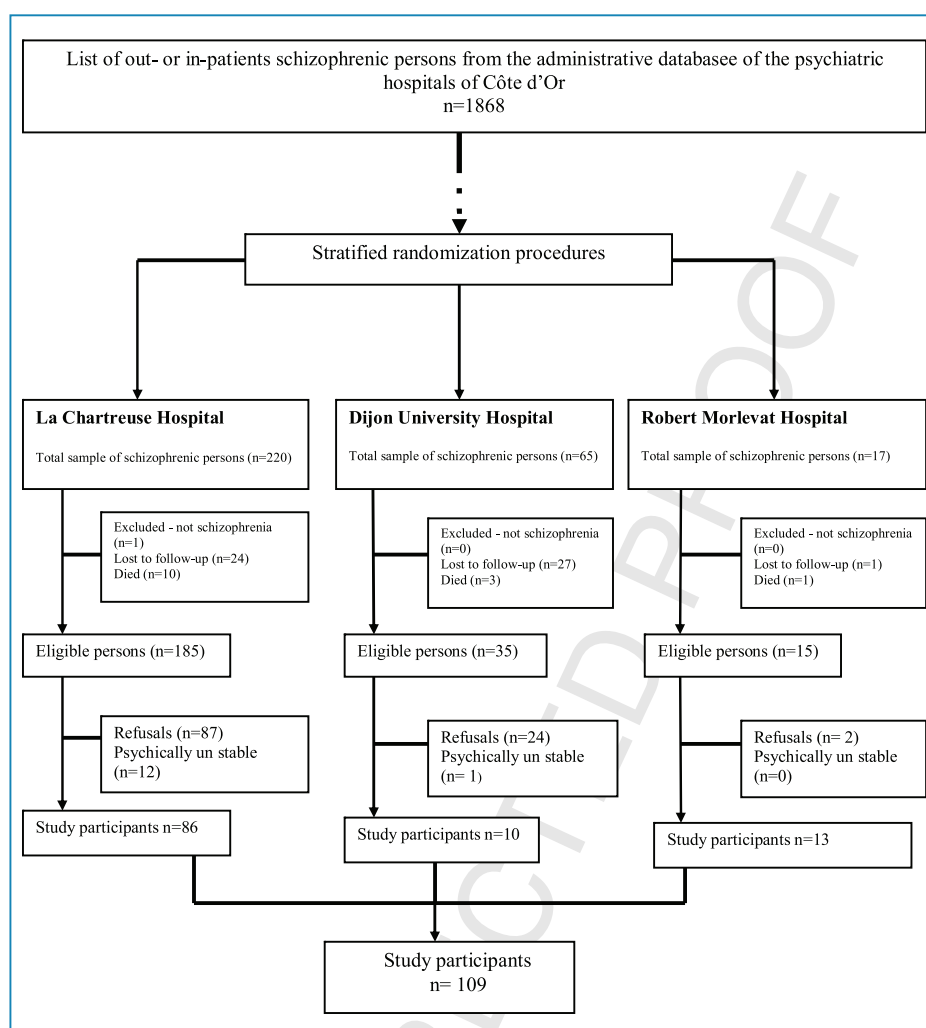 List of out- or in-patients schizophrenic persons from the administrative databasee of the psychiatric
hospitals of Côte d'Or
n=1868
Stratified randomization procedures
La Chartreuse Hospital
Total sample of schizophrenic persons (n=220)
Excluded - not schizophrenia
(n=1)
Lost to follow-up (n=24)
Died (n=10)
Eligible persons (n=185)
Refusals (n=87)
Psychically un stable
(n=12)
Study participants n=86
Dijon University Hospital
Total sample of schizophrenic persons (n=65)
Excluded - not schizophrenia
(n=0)
Lost to follow-up (n=27)
Died (n=3)
Eligible persons (n=35)
Refusals (n=24)
Psychically un stable
(n= 1)
Study participants n=10
Robert Morlevat Hospital
Total sample of schizophrenic persons (n=17)
Excluded - not schizophrenia
(n=0)
Lost to follow-up (n=1)
Died (n=1)
Eligible persons (n=15)
Refusals (n= 2)
Psychically un stable
(n=0)
Study participants n=13
Study participants
n= 109